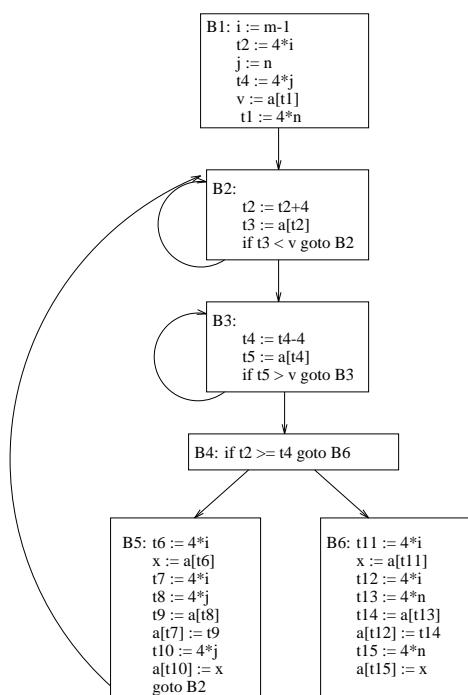 B1: i := m-1
t2 := 4*i
j := n
t4 := 4*j
v := a[t1]
t1 := 4*n
B2:
t2 := t2+4
t3 := a[t2]
if t3 < v goto B2
B3:
t4 := t4-4
t5 := a[t4]
if t5 > v goto B3
B4: if t2 >= t4 goto B6
B5: t6 := 4*i
x := a[t6]
t7 := 4*i
t8 := 4*j
t9 := a[t8]
a[t7] := t9
t10 := 4*j
a[t10] := x
goto B2
B6: t11 := 4*i
x := a[t11]
t12 := 4*i
t13 := 4*n
t14 := a[t13]
a[t12] := t14
t15 := 4*n
a[t15] := x